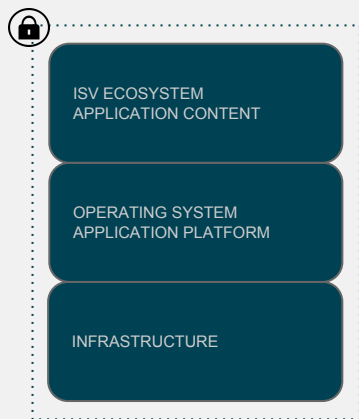 ISV ECOSYSTEM
APPLICATION CONTENT
OPERATING SYSTEM
APPLICATION PLATFORM
INFRASTRUCTURE